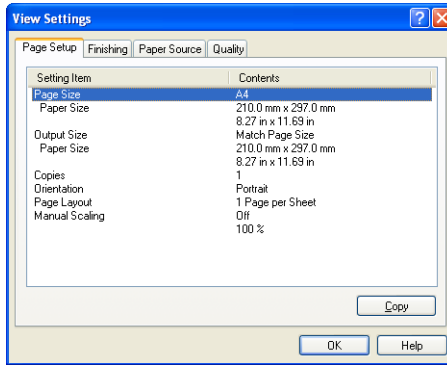 View Settings
Page Setup Finishing Paper Source Quality
Setting Item Contents
Page Size A4
Paper Size 210.0 mm x 297.0 mm
8.27 in x 11.69 in
Output Size Match Page Size
Paper Size 210.0 mm x 297.0 mm
8.27 in x 11.69 in
Copies 1
Orientation Portrait
Page Layout 1 Page per Sheet
Manual Scaling Off
100 %
Copy
OK Help